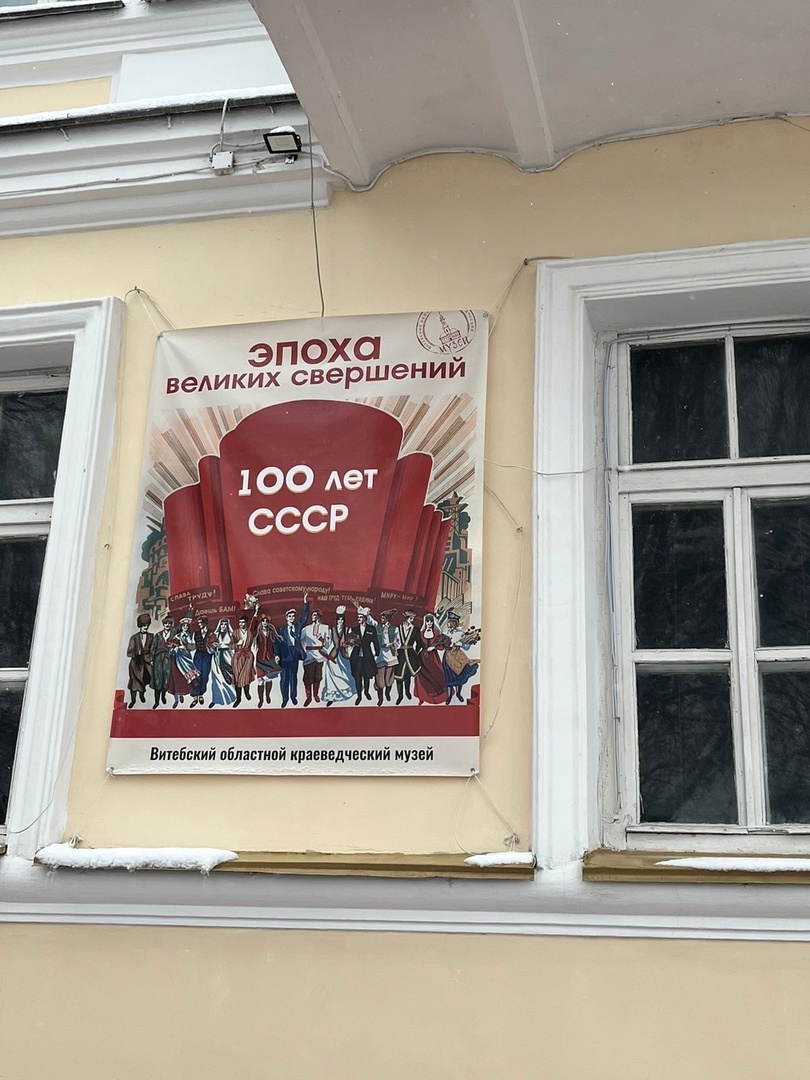 ЭПОХА
ВЕЛИКИХ СВЕРШЕНИЙ
МУЗЕЙ
100 лет
СССР
СЛАВА
ТРУДУ!
Слава советскому народу!
МИРУ-МИР!
Даешь БАМ!
Витебский областной краеведческий музей